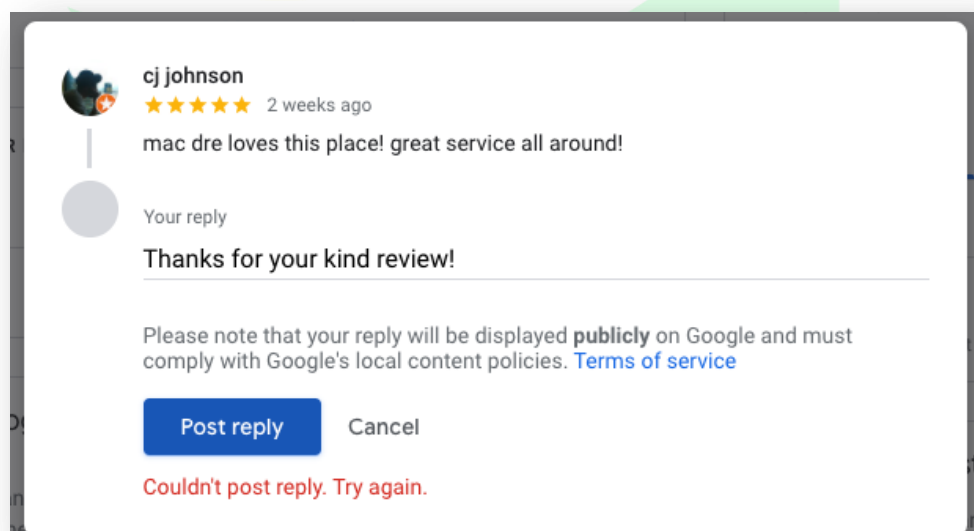 cj johnson
2 weeks ago
mac dre loves this place! great service all around!
Your reply
Thanks for your kind review!
Please note that your reply will be displayed publicly on Google and must
comply with Google's local content policies. Terms of service
Post reply Cancel
Couldn't post reply. Try again.